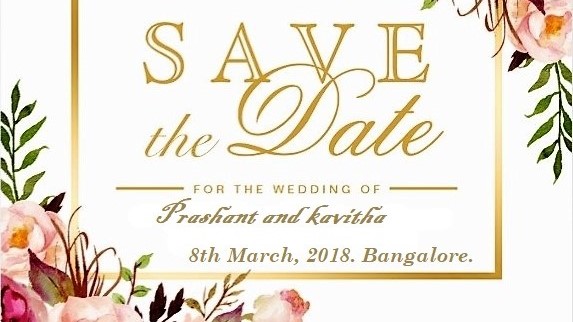 SAVE
the Date
FOR THE WEDDING OF
Prashant and kavitha
8th March, 2018. Bangalore.